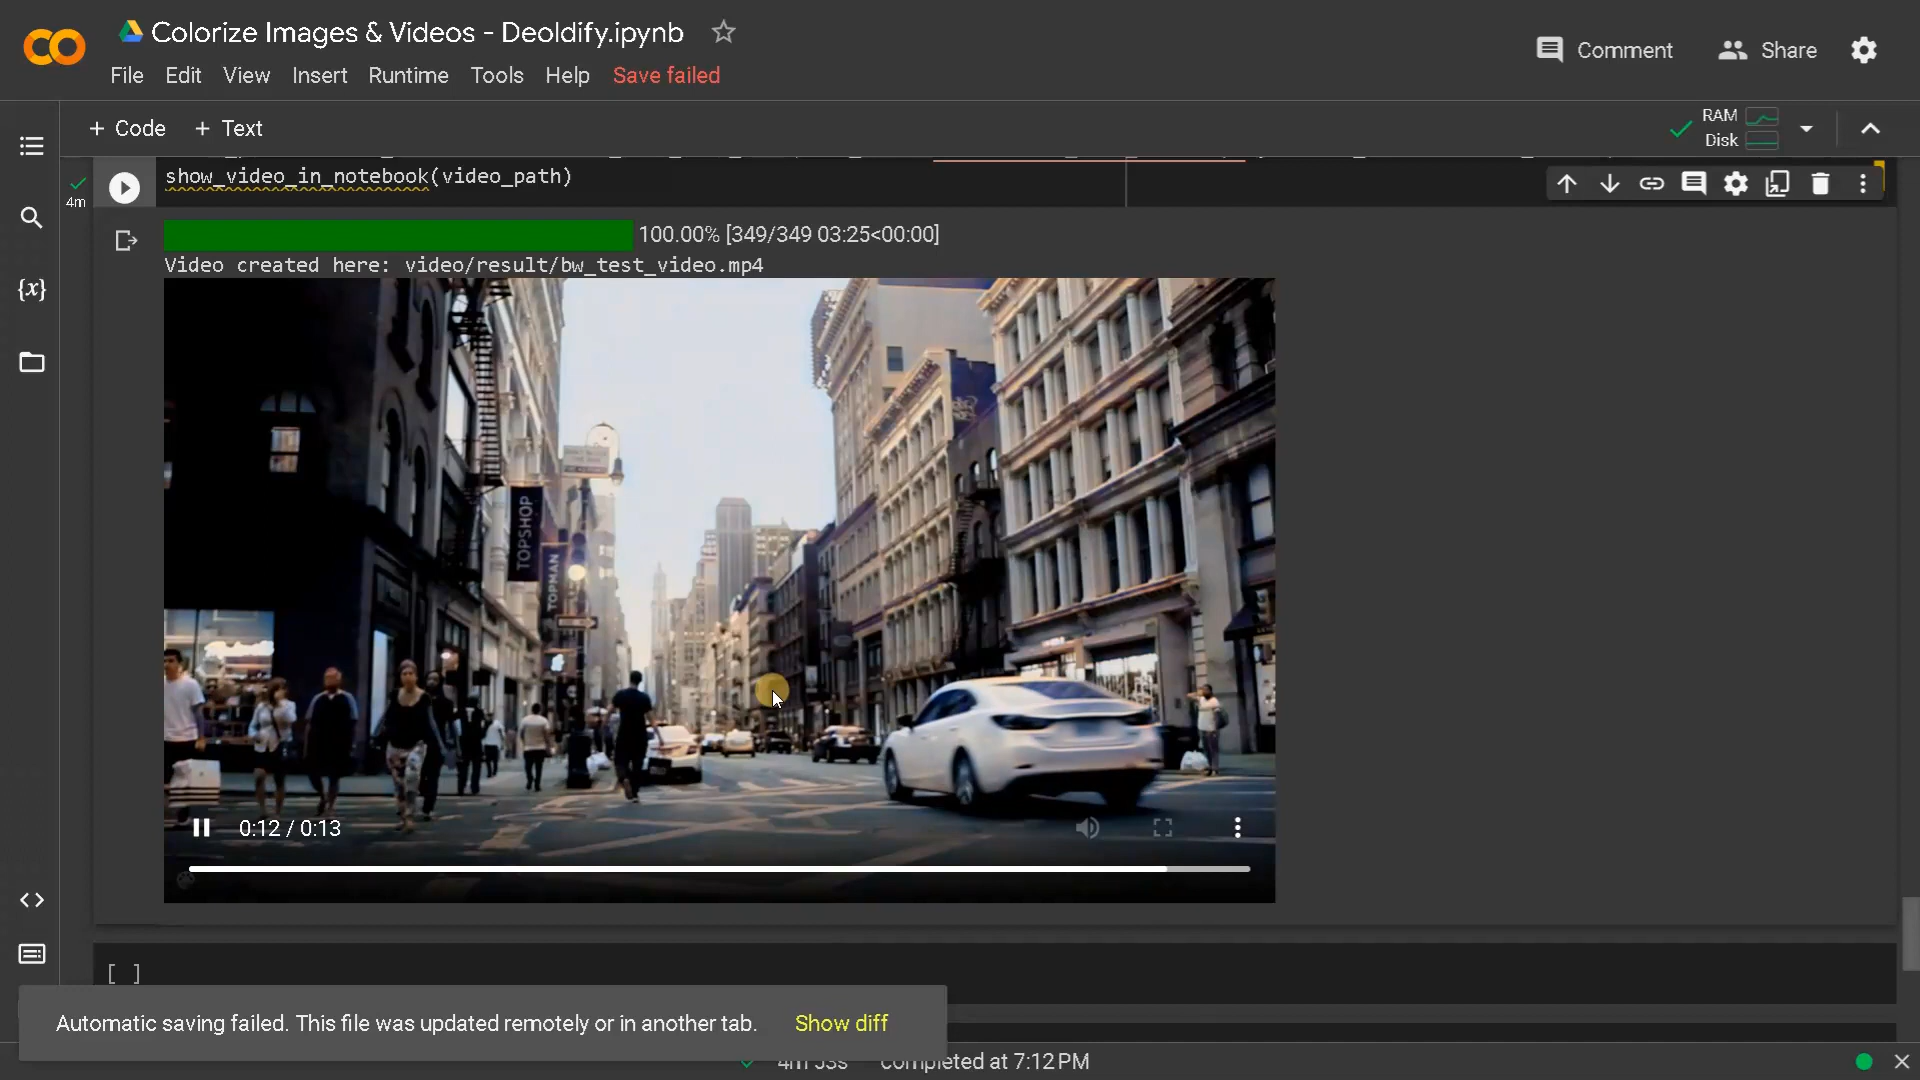 Colorize Images & Videos - Deoldify.ipynb
Comment
Share
File Edit View Insert Runtime Tools Help Save failed
+ Code + Text
RAM
Disk
show_video_in_notebook(video_path)
4m
100.00% [349/349 03:25<00:00]
Video created here: video/result/bw_test_video.mp4
{x}
TOPSHOP
TOPMAN
0:12 / 0:13
[ ]
Automatic saving failed. This file was updated remotely or in another tab. Show diff
4m 53s completed at 7:12 PM